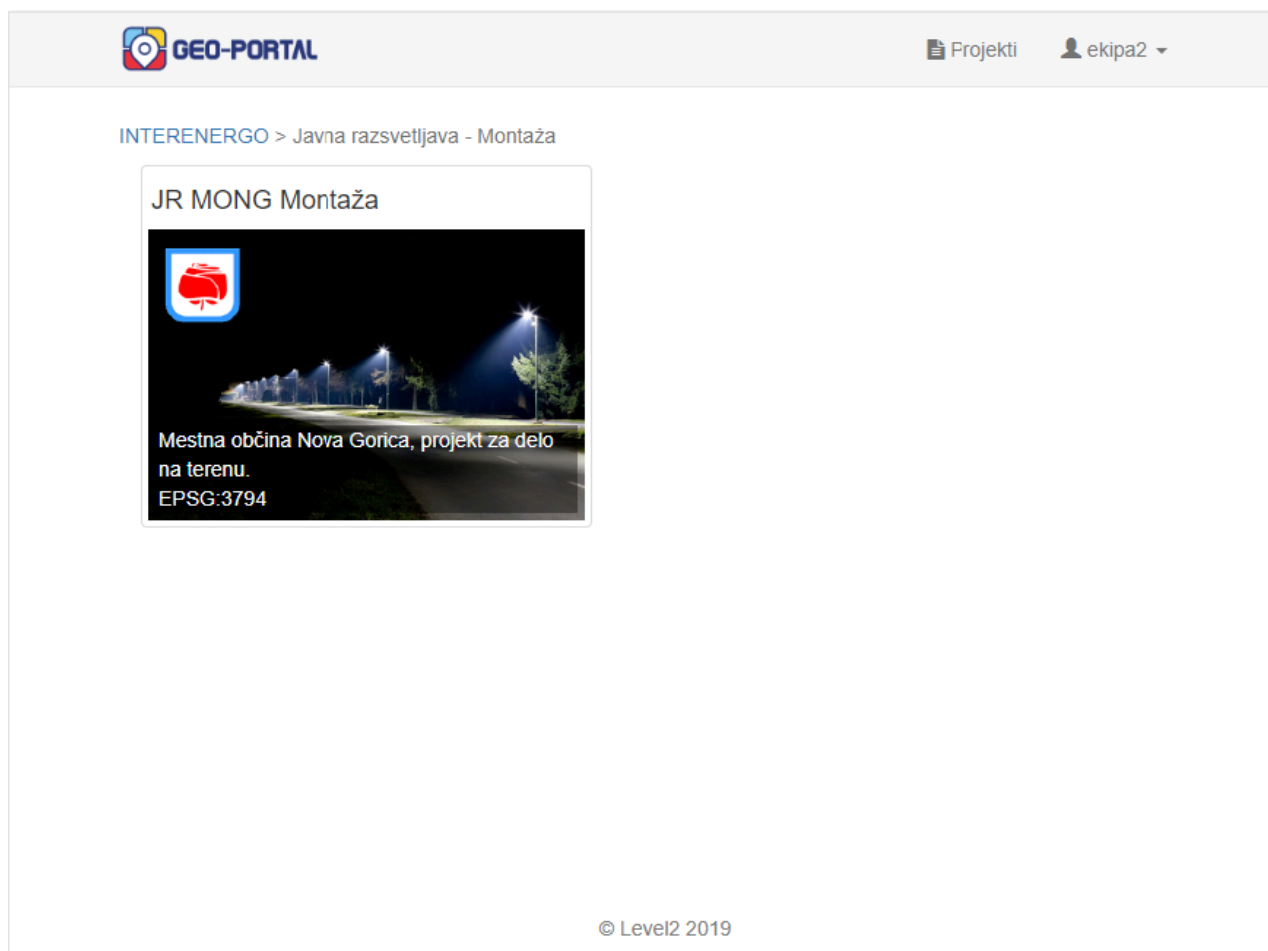 GEO-PORTAL
Projekti
ekipa2
INTERENERGO > Javna razsvetljava - Montaža
JR MONG Montaža
Mestna občina Nova Gorica, projekt za delo
na terenu.
EPSG:3794
© Level2 2019